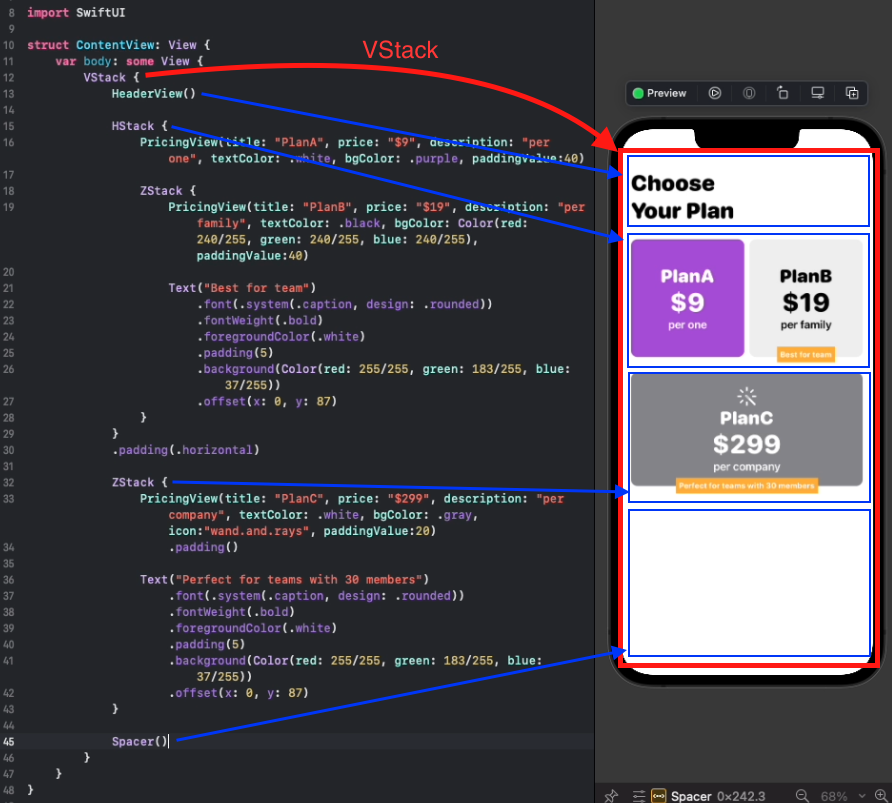 8 import SwiftUI
9
10 struct ContentView: View {
11 var body: some View {
12 VStack {
13 HeaderView()
14
15 HStack {
16 PricingView(title: "PlanA", price: "$9", description: "per
one", textColor: .white, bgColor: .purple, paddingValue:40)
17
18 ZStack {
19 PricingView(title: "PlanB", price: "$19", description: "per
family", textColor: .black, bgColor: Color(red:
240/255, green: 240/255, blue: 240/255),
paddingValue:40)
20
21 Text("Best for team")
22 .font(.system(.caption, design: .rounded))
23 .fontWeight(.bold)
24 .foregroundColor(.white)
25 .padding(5)
26 .background(Color(red: 255/255, green: 183/255, blue:
37/255))
27 .offset(x: 0, y: 87)
28 }
29 }
30 .padding(.horizontal)
31
32 ZStack {
33 PricingView(title: "PlanC", price: "$299", description: "per
company", textColor: .white, bgColor: .gray,
icon:"wand.and.rays", paddingValue:20)
34 .padding()
35
36 Text("Perfect for teams with 30 members")
37 .font(.system(.caption, design: .rounded))
38 .fontWeight(.bold)
39 .foregroundColor(.white)
40 .padding(5)
41 .background(Color(red: 255/255, green: 183/255, blue:
37/255))
42 .offset(x: 0, y: 87)
43 }
44
45 Spacer()
46 }
47 }
48 }
VStack
Preview
Choose
Your Plan
PlanA
$9
per one
PlanB
$19
per family
Best for team
PlanC
$299
per company
Perfect for teams with 30 members
Spacer 0×242.3
68%